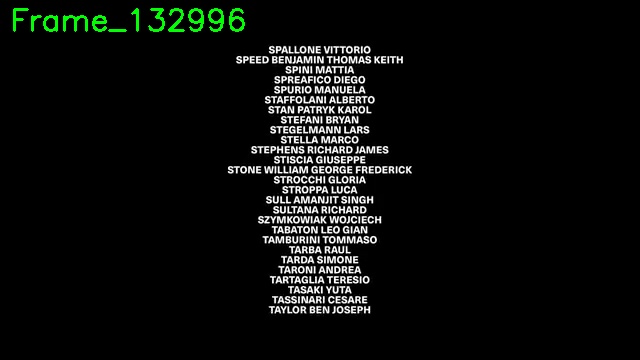 Frame_132996
SPALLONE VITTORIO
SPEED BENJAMIN THOMAS KEITH
SPINI MATTIA
SPREAFICO DIEGO
SPURIO MANUELA
STAFFOLANI ALBERTO
STAN PATRYK KAROL
STEFANI BRYAN
STEGELMANN LARS
STELLA MARCO
STEPHENS RICHARD JAMES
STISCIA GIUSEPPE
STONE WILLIAM GEORGE FREDERICK
STROCCHI GLORIA
STROPPA LUCA
SULL AMANJIT SINGH
SULTANA RICHARD
SZYMKOWIAK WOJCIECH
TABATON LEO GIAN
TAMBURINI TOMMASO
TARBA RAUL
TARDA SIMONE
TARONI ANDREA
TARTAGLIA TERESIO
TASAKI YUTA
TASSINARI CESARE
TAYLOR BEN JOSEPH